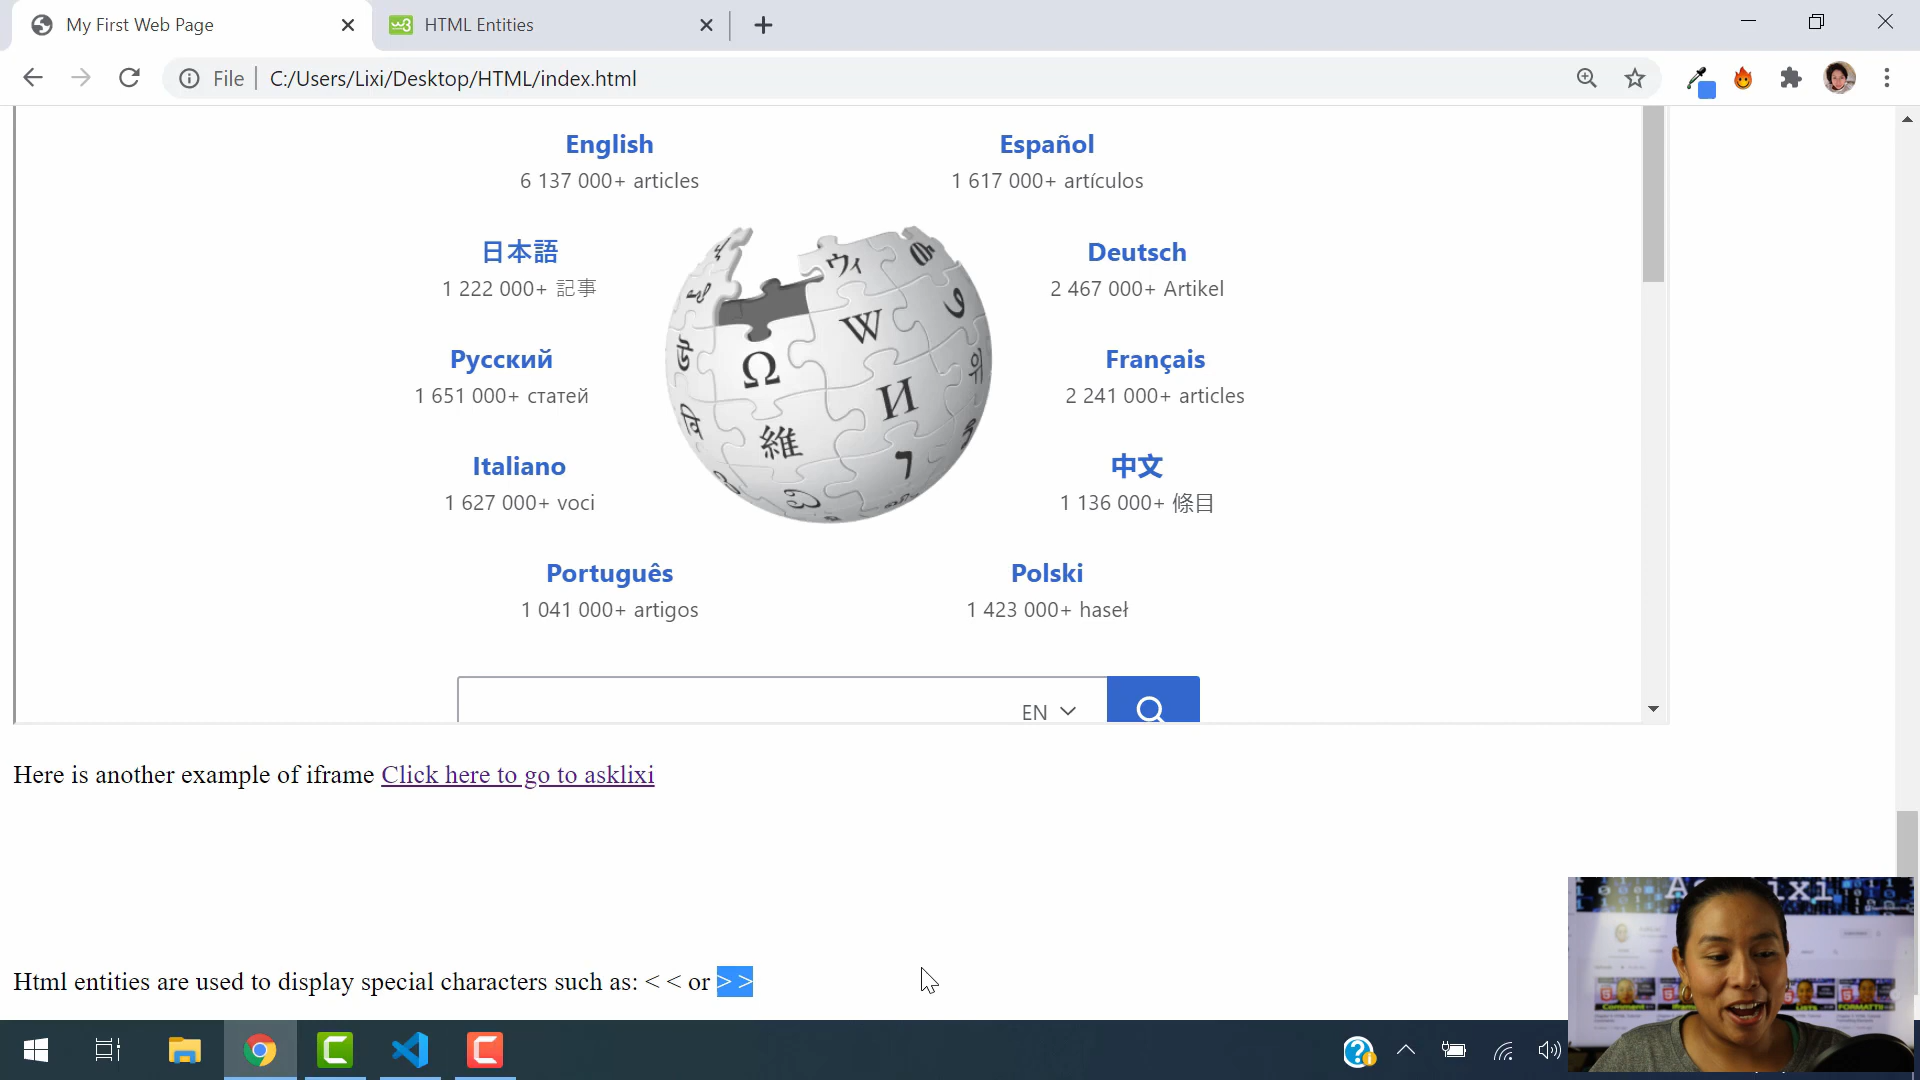 My First Web Page
HTML Entities
File
C:/Users/Lixi/Desktop/HTML/index.html
English
6 137 000+ articles
Español
1 617 000+ artículos
日本語
1 222 000+ 記事
Deutsch
2 467 000+ Artikel
Русский
1 651 000+ статей
Français
2 241 000+ articles
Italiano
1 627 000+ voci
中文
1 136 000+ 條目
Português
1 041 000+ artigos
Polski
1 423 000+ haseł
Ω
W
И
維
ウィ
EN
Here is another example of iframe Click here to go to asklixi
Html entities are used to display special characters such as: < < or > >